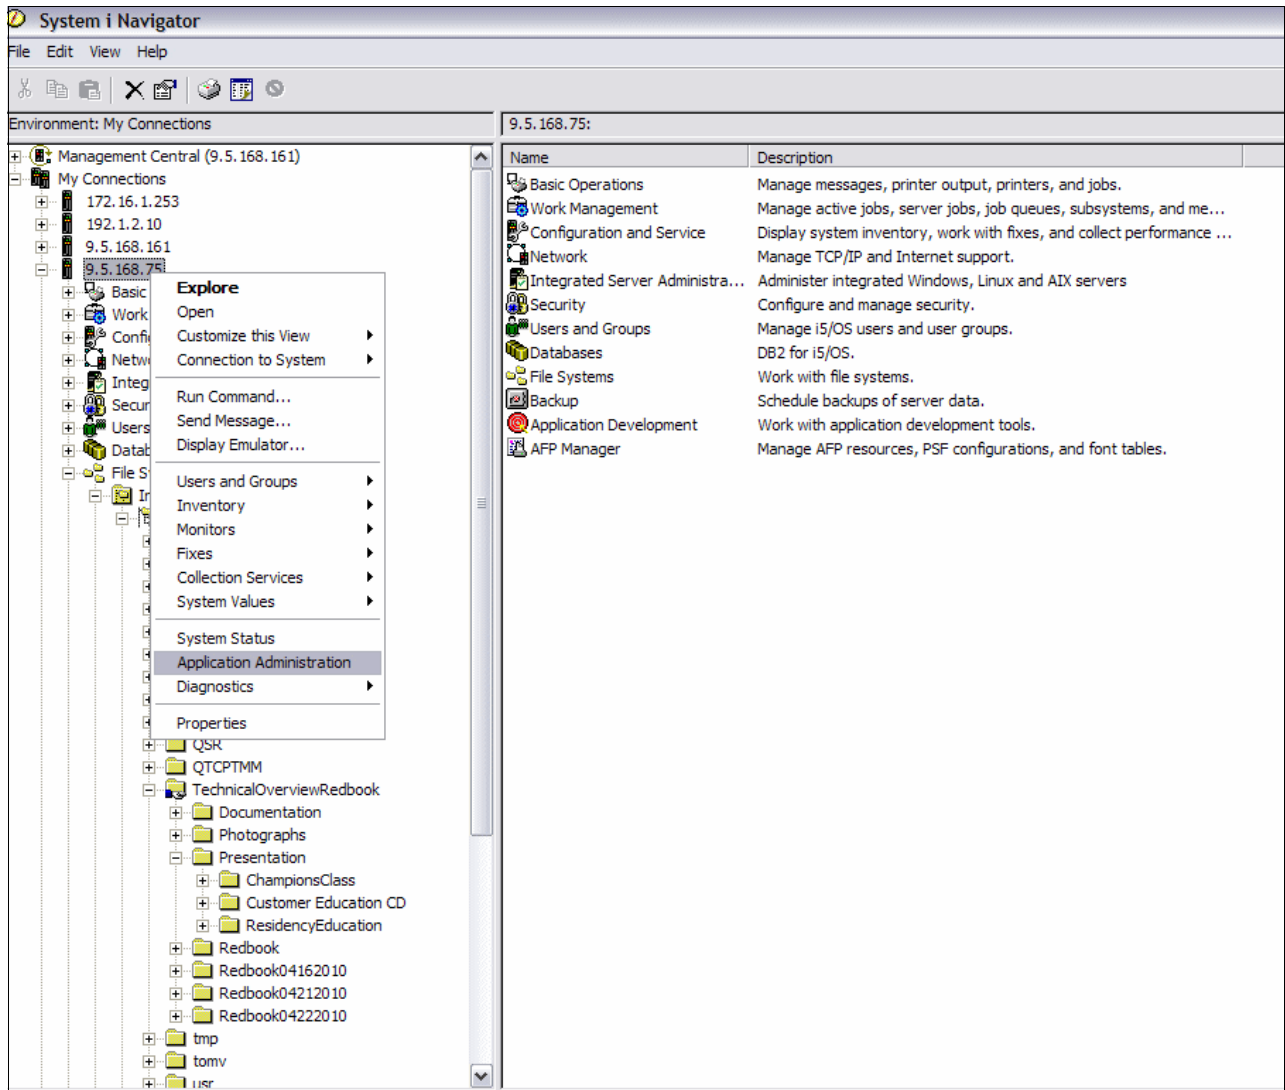 System i Navigator
File Edit View Help
Environment: My Connections
9.5.168.75:
Management Central (9.5.168.161)
My Connections
172.16.1.253
192.1.2.10
9.5.168.161
9.5.168.75
Basic
Work
Confi
Netwo
Integ
Secur
Users
Datab
File S
In
Explore
Open
Customize this View
Connection to System
Run Command...
Send Message...
Display Emulator...
Users and Groups
Inventory
Monitors
Fixes
Collection Services
System Values
System Status
Application Administration
Diagnostics
Properties
QSR
QTCPTMM
TechnicalOverviewRedbook
Documentation
Photographs
Presentation
ChampionsClass
Customer Education CD
ResidencyEducation
Redbook
Redbook04162010
Redbook04212010
Redbook04222010
tmp
tomv
usr
Name Description
Basic Operations Manage messages, printer output, printers, and jobs.
Work Management Manage active jobs, server jobs, job queues, subsystems, and me...
Configuration and Service Display system inventory, work with fixes, and collect performance ...
Network Manage TCP/IP and Internet support.
Integrated Server Administra... Administer integrated Windows, Linux and AIX servers
Security Configure and manage security.
Users and Groups Manage i5/OS users and user groups.
Databases DB2 for i5/OS.
File Systems Work with file systems.
Backup Schedule backups of server data.
Application Development Work with application development tools.
AFP Manager Manage AFP resources, PSF configurations, and font tables.